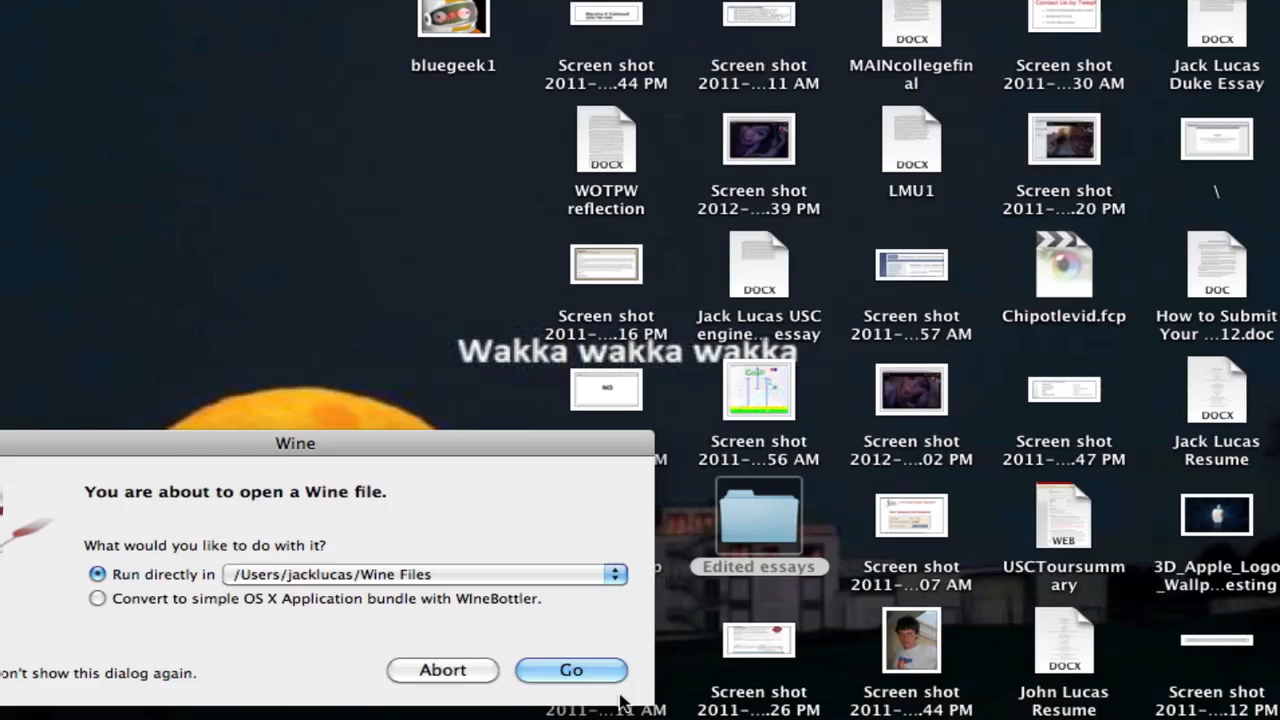 bluegeek1
Screen shot
2011-....44 PM
Screen shot
2011-....11 AM
DOCX
MAINcollegefin
al
Screen shot
2011-....30 AM
DOCX
Jack Lucas
Duke Essay
DOCX
WOTPW
reflection
Screen shot
2012-....39 PM
DOCX
LMU1
Screen shot
2011-....20 PM
\
Screen shot
2011-....16 PM
DOCX
Jack Lucas USC
engine... essay
Screen shot
2011-....57 AM
Chipotlevid.fcp
DOC
How to Submit
Your ...12.doc
Wakka wakka wakka
NO
Screen shot
2011-....56 AM
Screen shot
2012-....02 PM
Screen shot
2011-....47 PM
DOCX
Jack Lucas
Resume
Edited essays
Screen shot
2011-....07 AM
WEB
USCToursumm
ary
3D_Apple_Logo
_Wallp...esting
Screen shot
2011-....26 PM
Screen shot
2011-....44 PM
DOCX
John Lucas
Resume
Screen shot
2011-....12 PM
Wine
You are about to open a Wine file.
What would you like to do with it?
Run directly in /Users/jacklucas/Wine Files
Convert to simple OS X Application bundle with WIneBottler.
on't show this dialog again.
Abort
Go